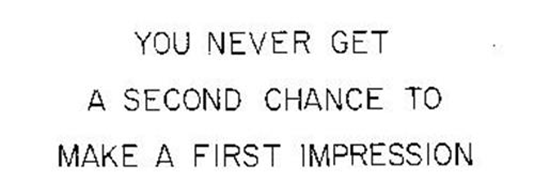 YOU NEVER GET
A SECOND CHANCE TO
MAKE A FIRST IMPRESSION